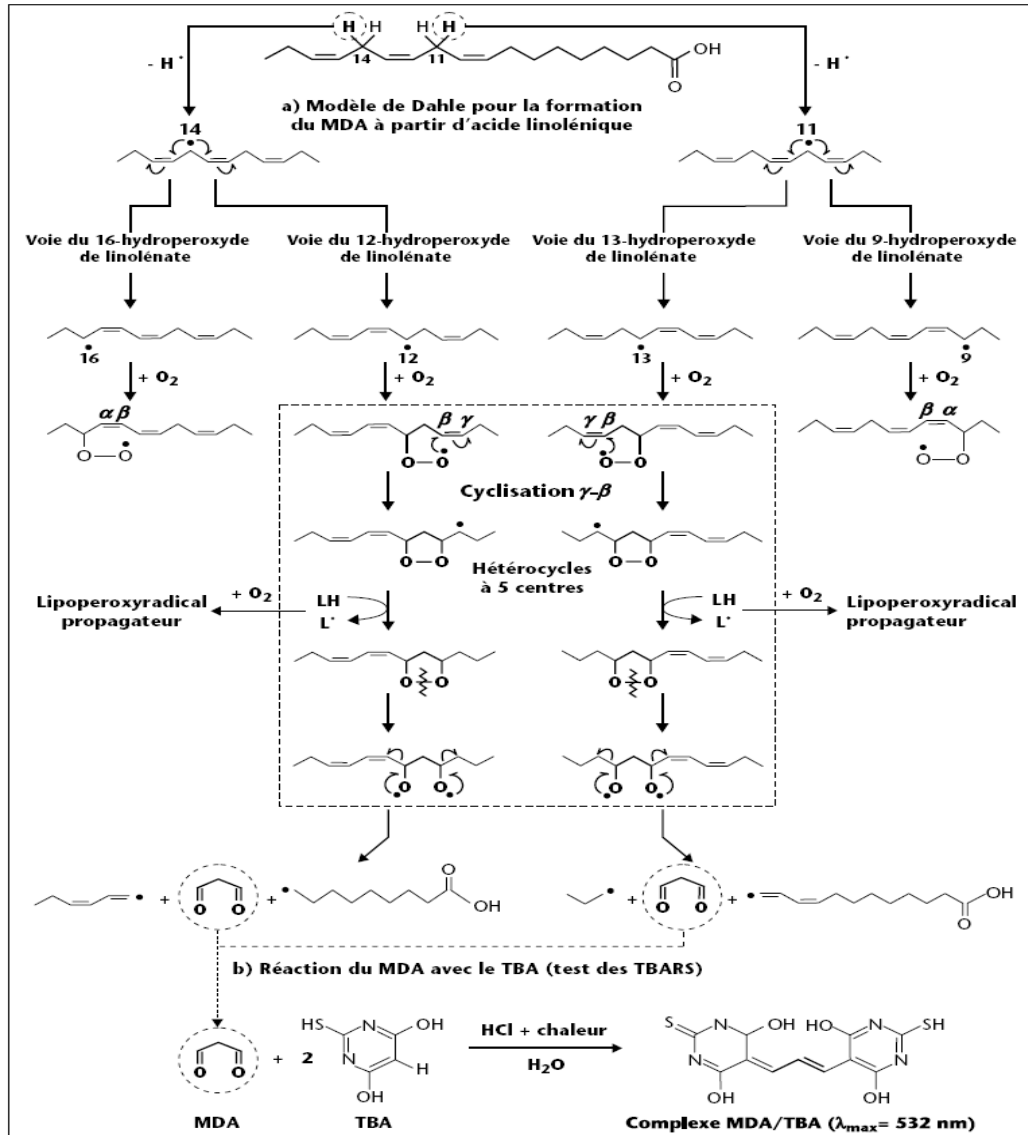 H H H H
14 11
OH
O
- H˙ - H˙
a) Modèle de Dahle pour la formation
du MDA à partir d'acide linolénique
14 11
Voie du 16-hydroperoxyde
de linolénate
Voie du 12-hydroperoxyde
de linolénate
Voie du 13-hydroperoxyde
de linolénate
Voie du 9-hydroperoxyde
de linolénate
16 12 13 9
+ O₂ + O₂ + O₂ + O₂
α β β γ γ β β α
O O O O O O O O
Cyclisation γ-β
O O O O
Hétérocycles
à 5 centres
+ O₂ LH LH + O₂
Lipoperoxyradical
propagateur
L˙ L˙
Lipoperoxyradical
propagateur
O O O O
O O O O
+ O O + O OH + O O + O OH
b) Réaction du MDA avec le TBA (test des TBARS)
O O + 2 HS N OH N H OH
HCl + chaleur
H₂O
S N OH HO N SH N N OH OH
MDA TBA Complexe MDA/TBA (λmax= 532 nm)